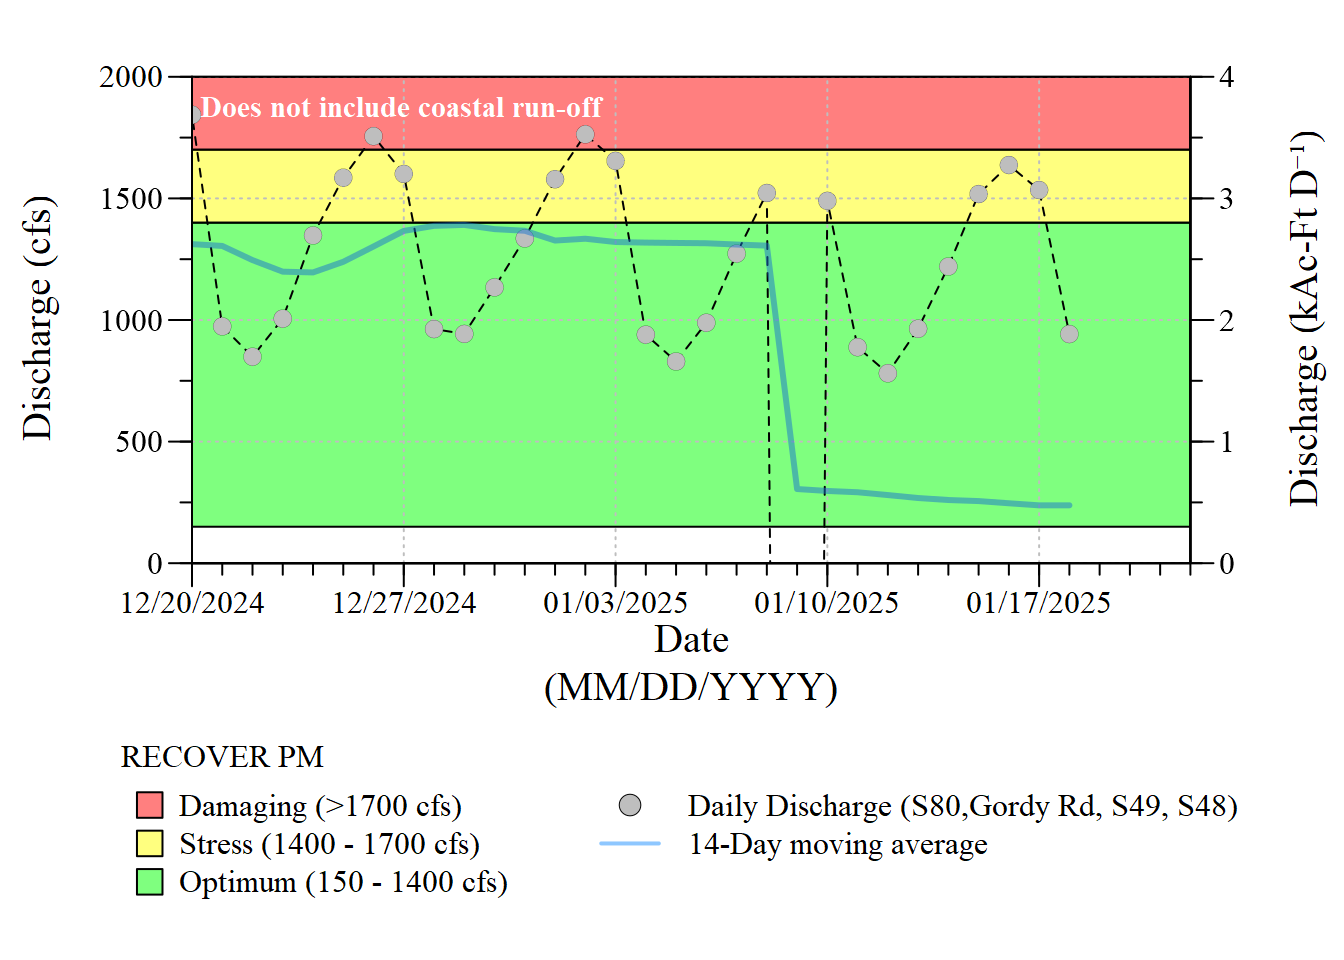 Does not include coastal run-off
2000
1500
1000
500
0
Discharge (cfs)
4
3
2
1
0
Discharge (kAc-Ft D⁻¹)
12/20/2024
12/27/2024
01/03/2025
01/10/2025
01/17/2025
Date
(MM/DD/YYYY)
RECOVER PM
Damaging (>1700 cfs)
Stress (1400 - 1700 cfs)
Optimum (150 - 1400 cfs)
Daily Discharge (S80,Gordy Rd, S49, S48)
14-Day moving average